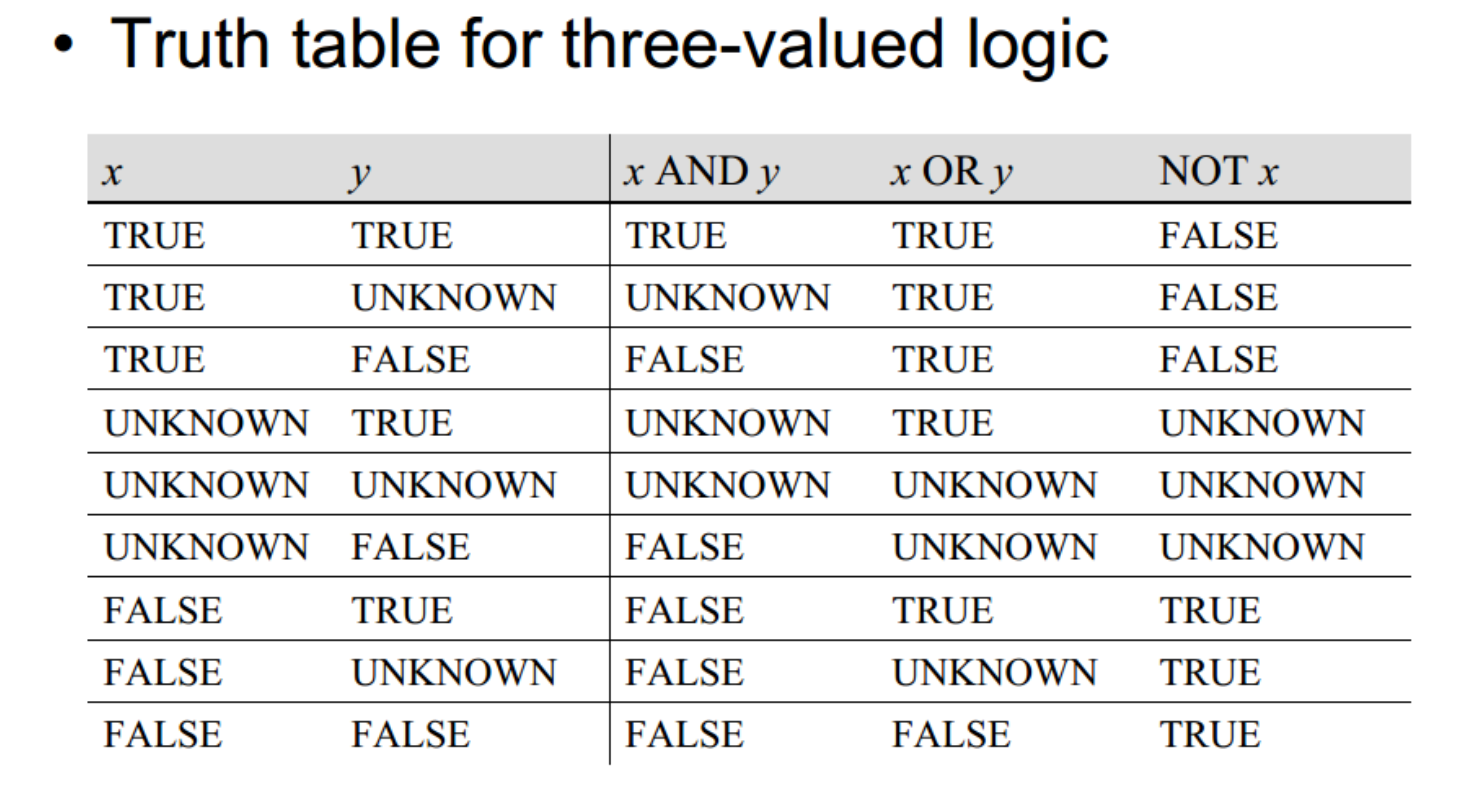 • Truth table for three-valued logic
x y x AND y x OR y NOT x
TRUE TRUE TRUE TRUE FALSE
TRUE UNKNOWN UNKNOWN TRUE FALSE
TRUE FALSE FALSE TRUE FALSE
UNKNOWN TRUE UNKNOWN TRUE UNKNOWN
UNKNOWN UNKNOWN UNKNOWN UNKNOWN UNKNOWN
UNKNOWN FALSE FALSE UNKNOWN UNKNOWN
FALSE TRUE FALSE TRUE TRUE
FALSE UNKNOWN FALSE UNKNOWN TRUE
FALSE FALSE FALSE FALSE TRUE